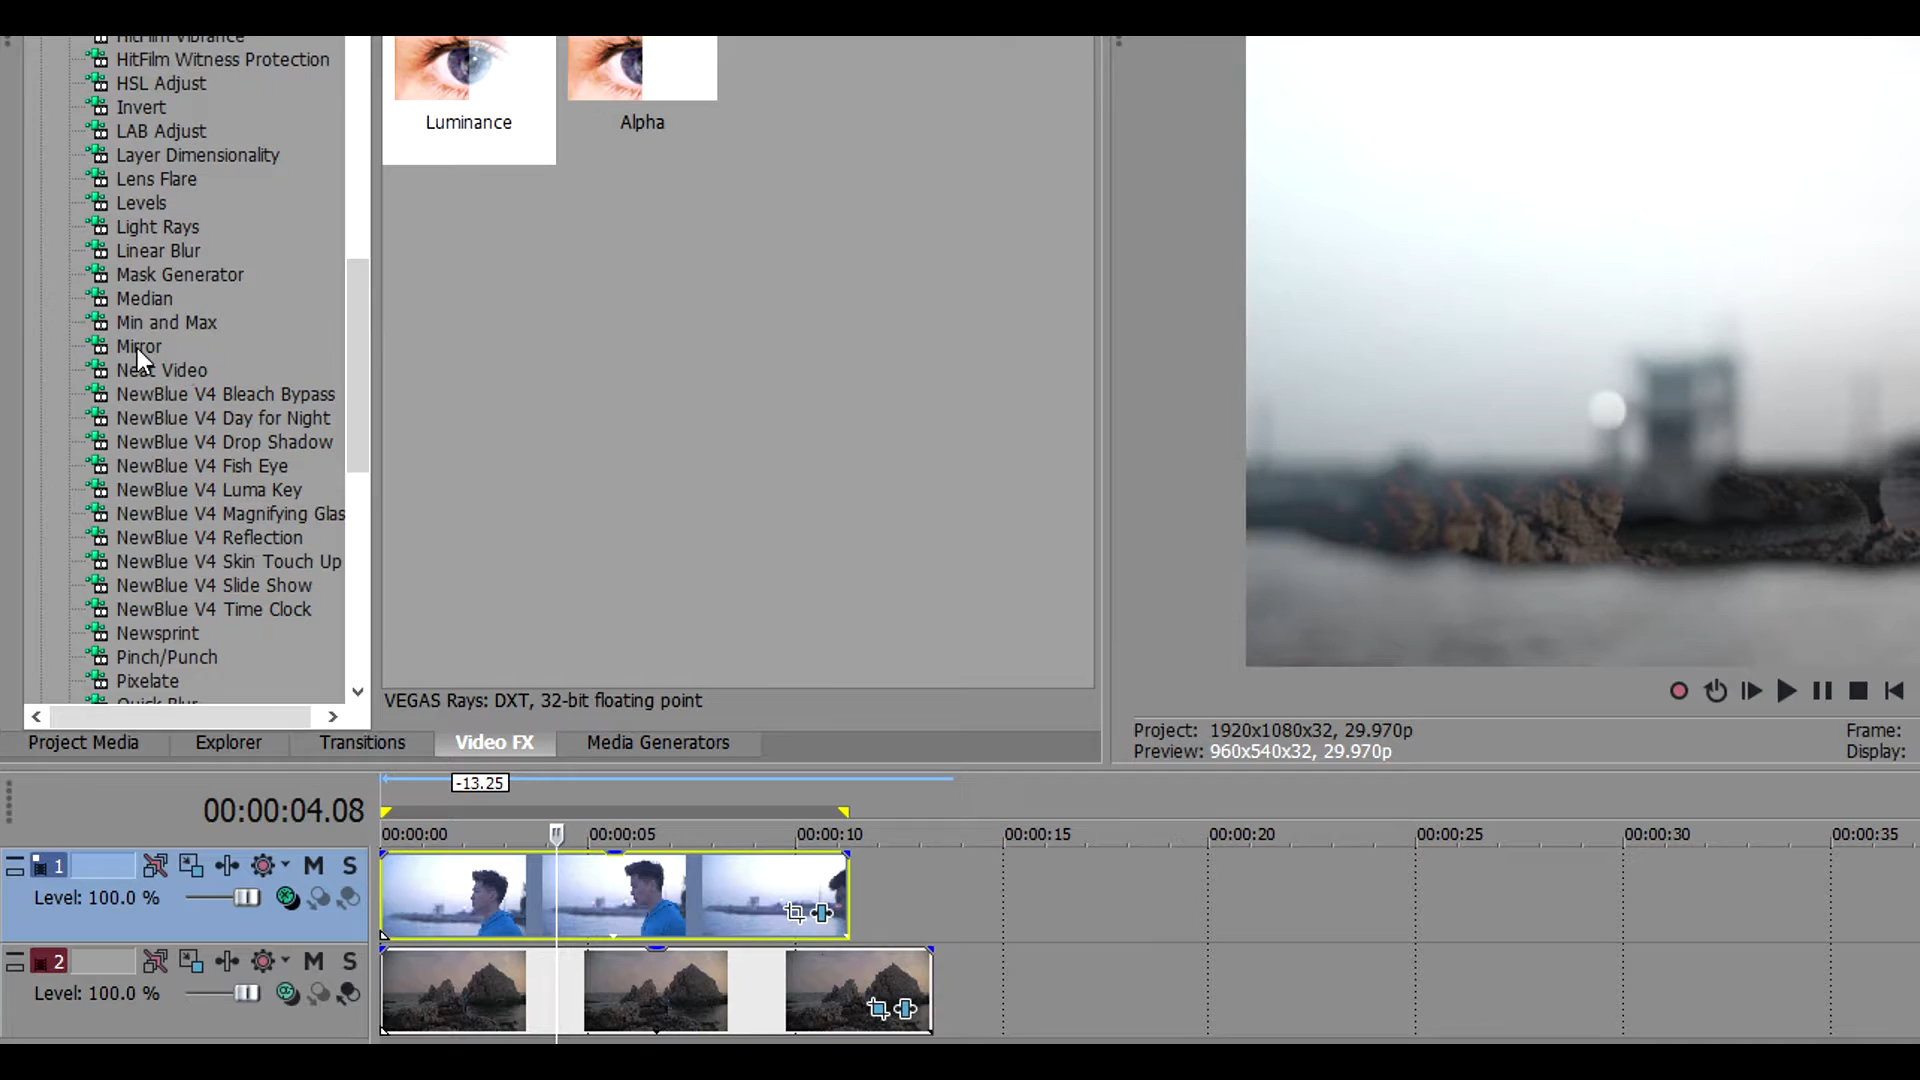 HitFilm Vibrance
HitFilm Witness Protection
HSL Adjust
Invert
LAB Adjust
Layer Dimensionality
Lens Flare
Levels
Light Rays
Linear Blur
Mask Generator
Median
Min and Max
Mirror
Neat Video
NewBlue V4 Bleach Bypass
NewBlue V4 Day for Night
NewBlue V4 Drop Shadow
NewBlue V4 Fish Eye
NewBlue V4 Luma Key
NewBlue V4 Magnifying Glas
NewBlue V4 Reflection
NewBlue V4 Skin Touch Up
NewBlue V4 Slide Show
NewBlue V4 Time Clock
Newsprint
Pinch/Punch
Pixelate
Quick Blur
Luminance
Alpha
VEGAS Rays: DXT, 32-bit floating point
Project Media
Explorer
Transitions
Video FX
Media Generators
Project: 1920x1080x32, 29.970p
Preview: 960x540x32, 29.970p
Frame:
Display:
-13.25
00:00:04.08
00:00:00
00:00:05
00:00:10
00:00:15
00:00:20
00:00:25
00:00:30
00:00:35
1
M S
Level: 100.0 %
2
M S
Level: 100.0 %